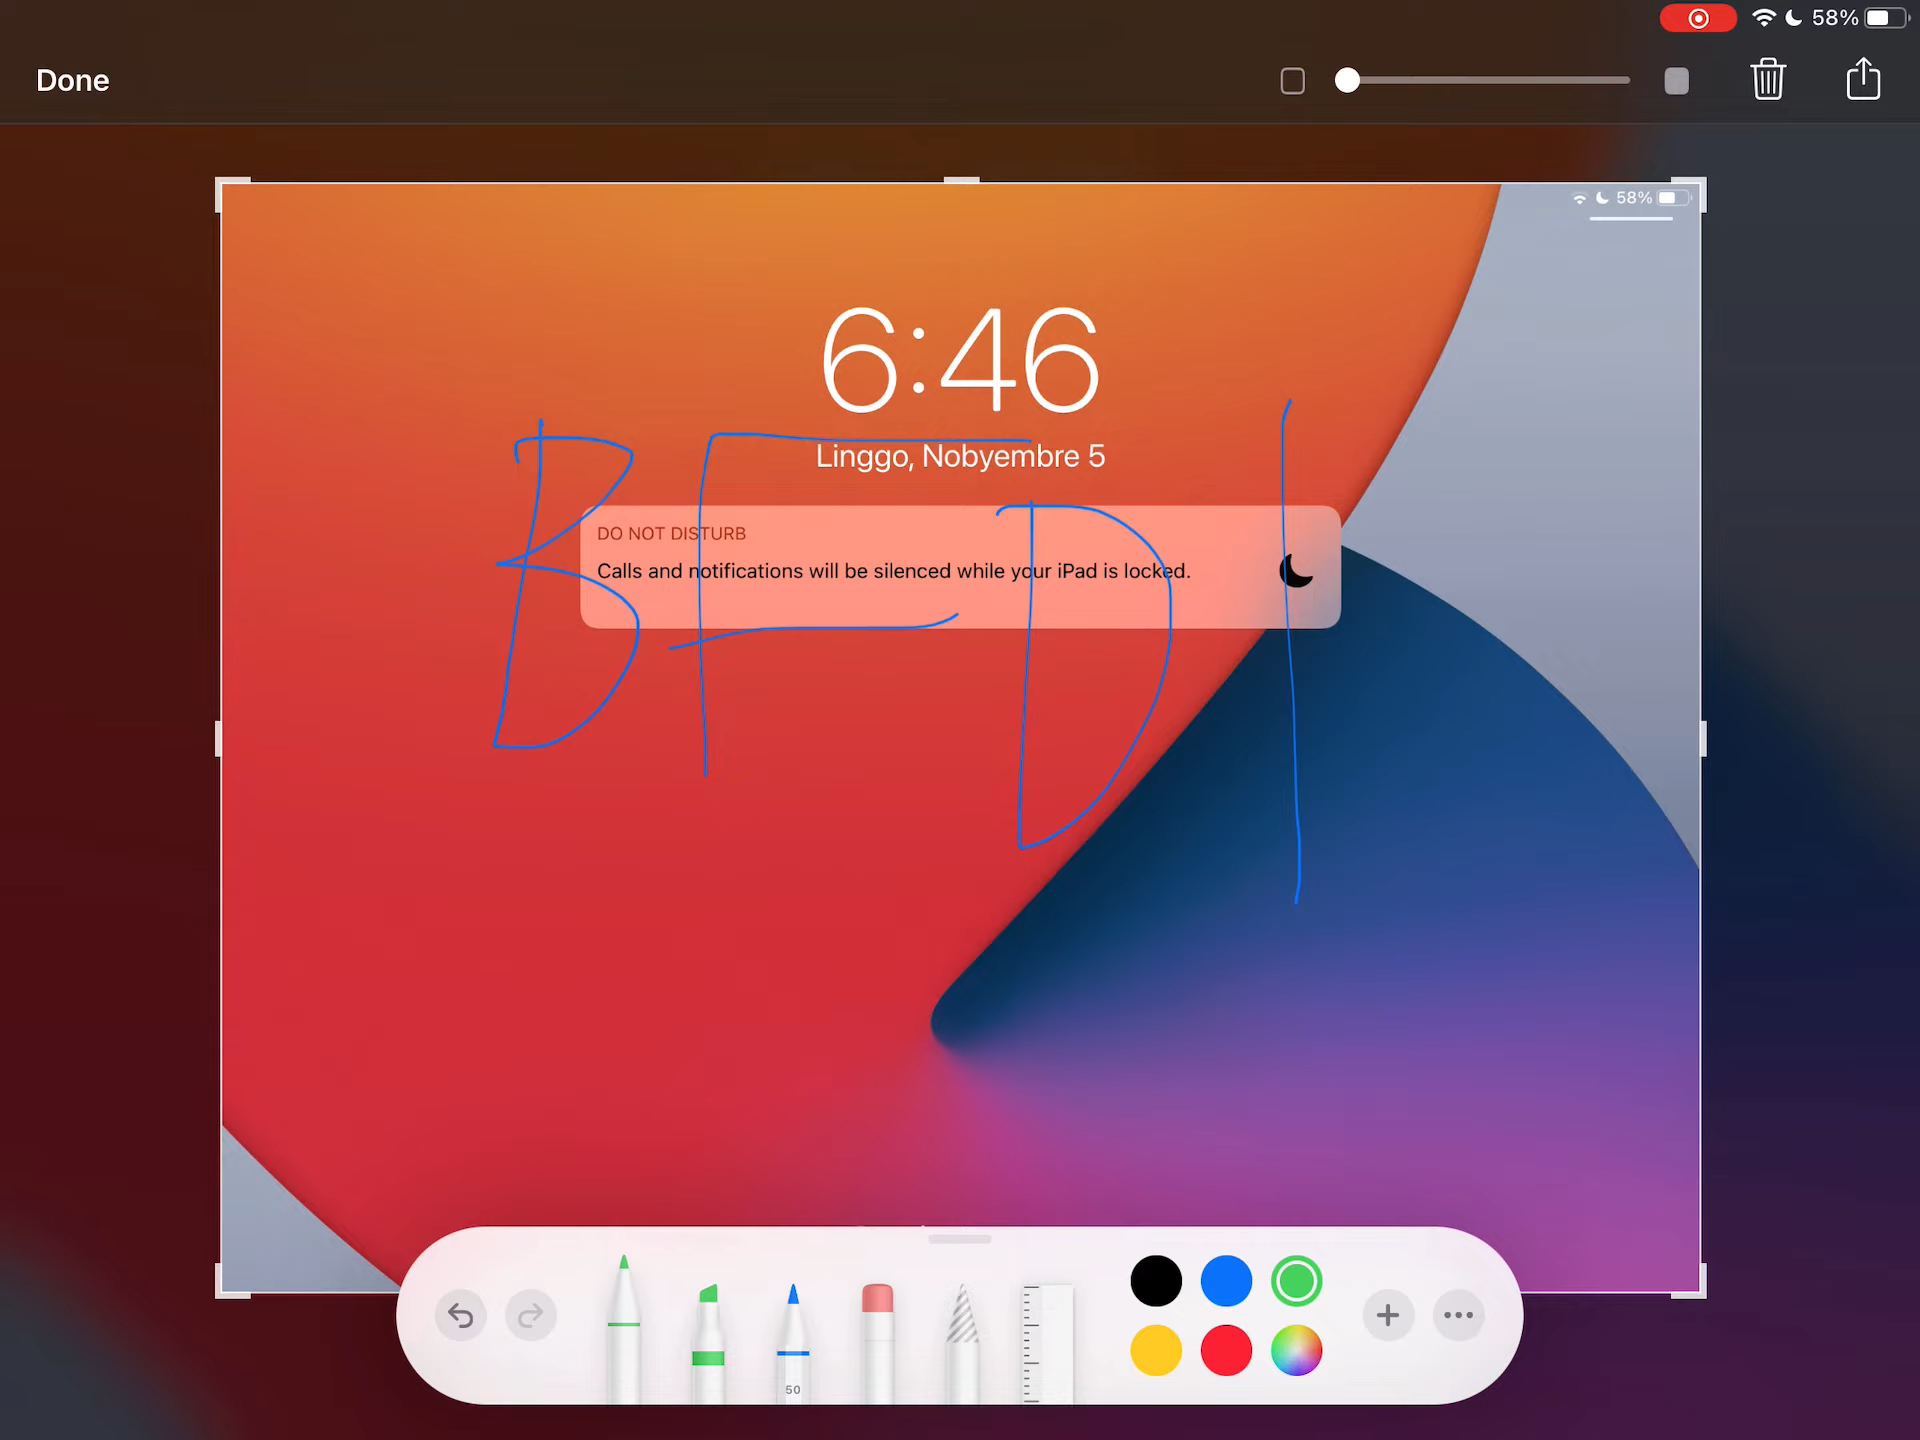 58%
Done
58%
6:46
Linggo, Nobyembre 5
DO NOT DISTURB
Calls and notifications will be silenced while your iPad is locked.
BFDI
50